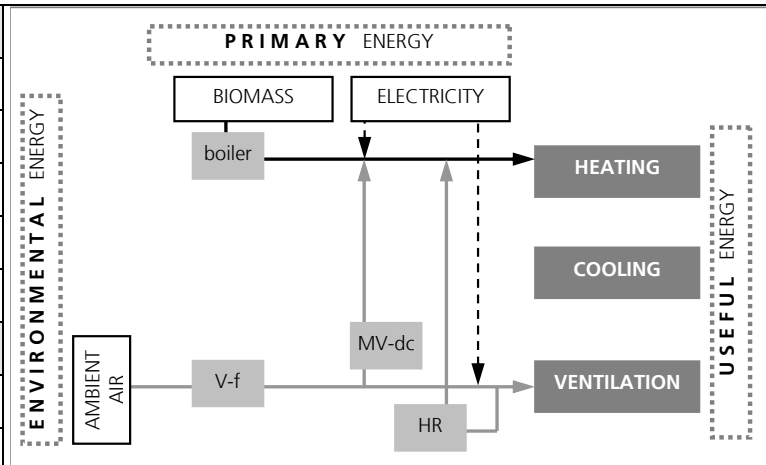 PRIMARY ENERGY
BIOMASS
ELECTRICITY
boiler
HEATING
COOLING
MV-dc
V-f
VENTILATION
HR
AMBIENT
AIR
ENVIRONMENTAL ENERGY
USEFUL ENERGY